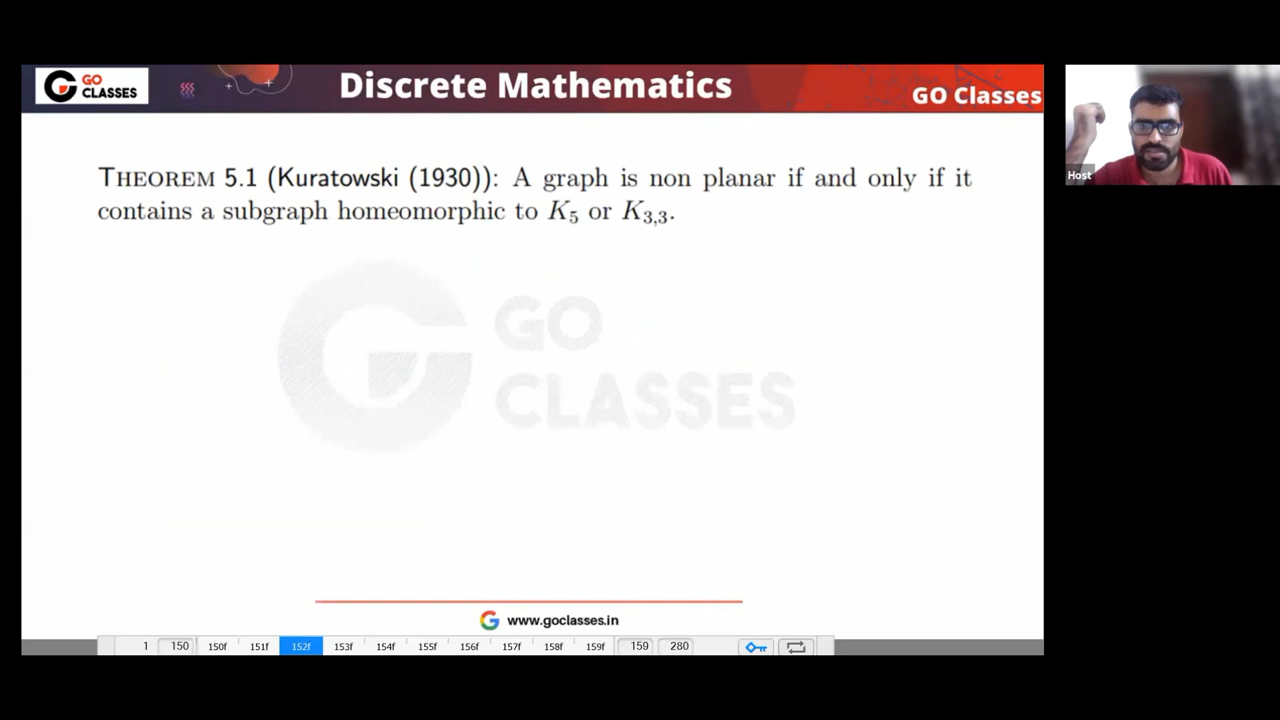 GO
CLASSES
Discrete Mathematics
GO Classes
THEOREM 5.1 (Kuratowski (1930)): A graph is non planar if and only if it
contains a subgraph homeomorphic to K₅ or K₃,₃.
GO
CLASSES
www.goclasses.in
1 150 150f 151f 152f 153f 154f 155f 156f 157f 158f 159f 159 280
Host